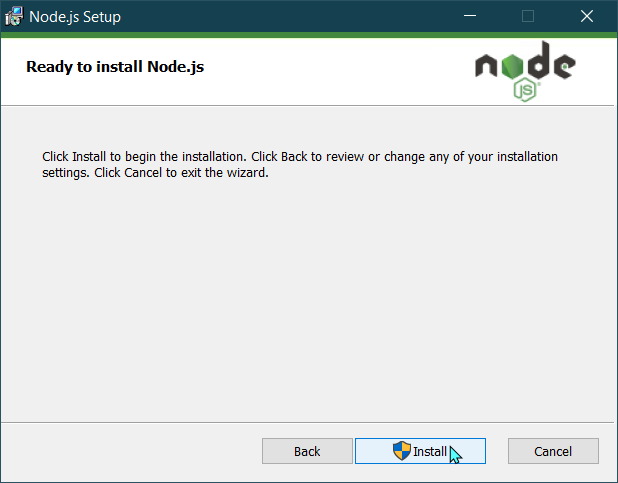 Node.js Setup
Ready to install Node.js
node
JS
Click Install to begin the installation. Click Back to review or change any of your installation
settings. Click Cancel to exit the wizard.
Back
Install
Cancel